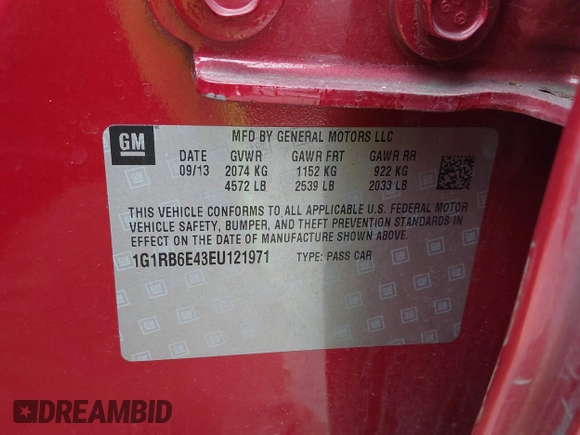 GM
MFD BY GENERAL MOTORS LLC
DATE GVWR GAWR FRT GAWR RR
09/13 2074 KG 1152 KG 922 KG
4572 LB 2539 LB 2033 LB
THIS VEHICLE CONFORMS TO ALL APPLICABLE U.S. FEDERAL MOTOR
VEHICLE SAFETY, BUMPER, AND THEFT PREVENTION STANDARDS IN
EFFECT ON THE DATE OF MANUFACTURE SHOWN ABOVE.
1G1RB6E43EU121971 TYPE: PASS CAR
DREAMBID